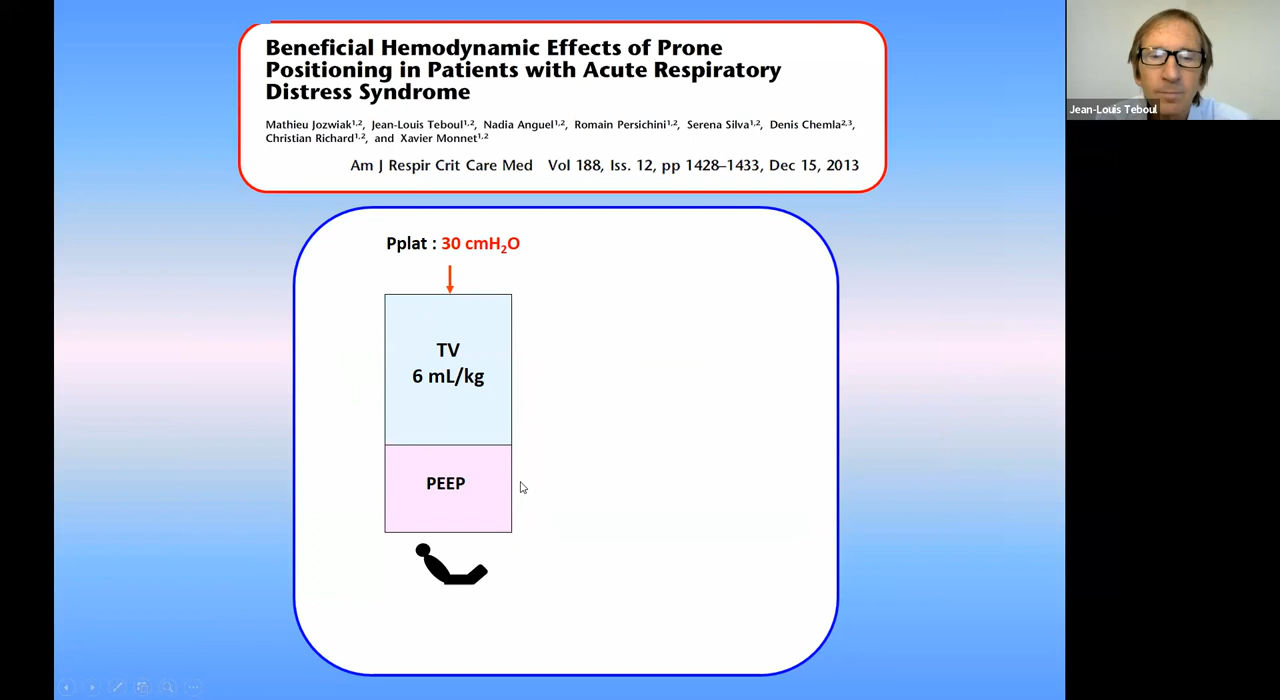 Beneficial Hemodynamic Effects of Prone
Positioning in Patients with Acute Respiratory
Distress Syndrome
Mathieu Jozwiak1,2, Jean-Louis Teboul1,2, Nadia Anguel1,2, Romain Persichini1,2, Serena Silva1,2, Denis Chemla2,3,
Christian Richard1,2, and Xavier Monnet1,2
Am J Respir Crit Care Med Vol 188, Iss. 12, pp 1428–1433, Dec 15, 2013
Pplat : 30 cmH2O
TV
6 mL/kg
PEEP
Jean-Louis Teboul